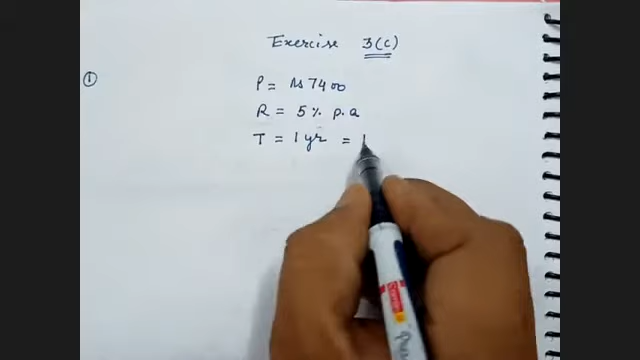 Exercise 3(c)
① P = Rs 7400
R = 5% p.a
T = 1 yr = 1